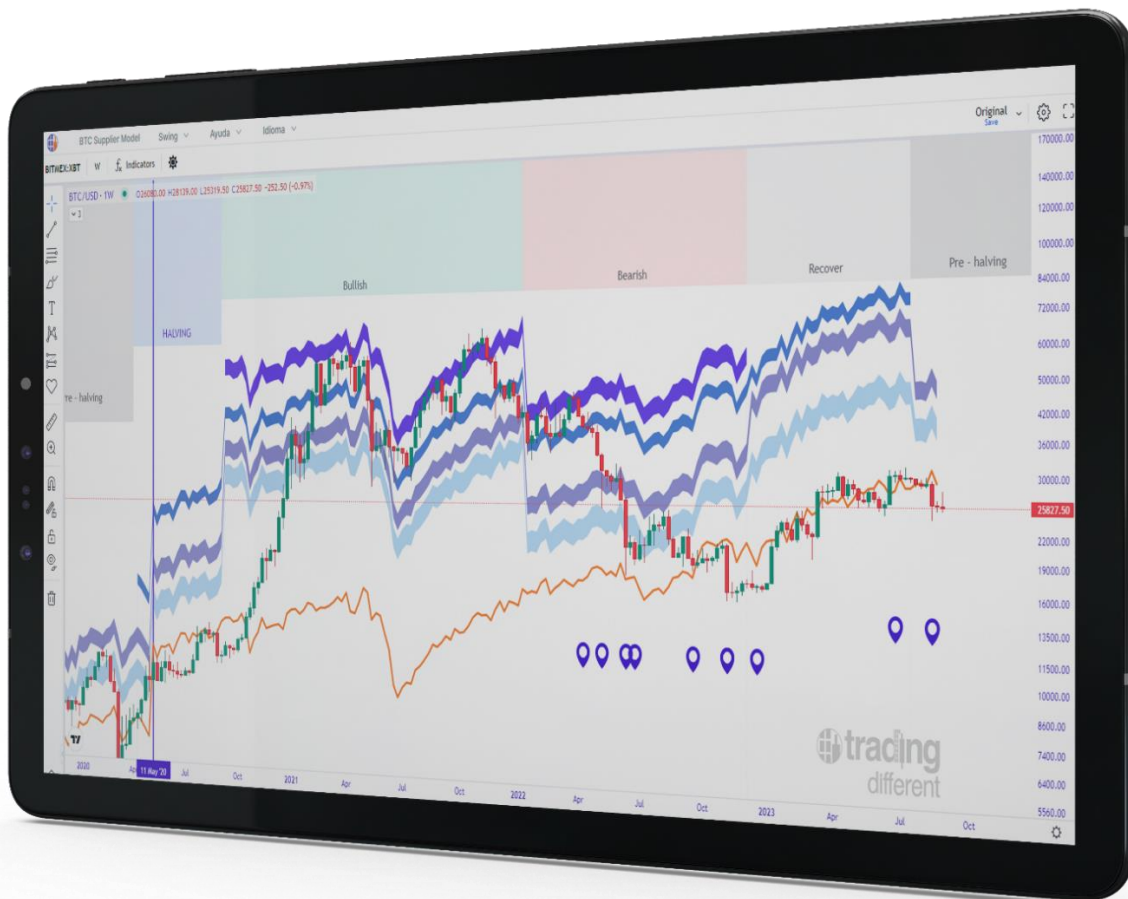 BTC Supplier Model Swing Ayuda Idioma
Original
Save
BITMEX:XBT W fx Indicators
BTC/USD · 1W O26080.00 H28139.00 L25319.50 C25827.50 -252.50 (-0.97%)
1
170000.00
140000.00
120000.00
100000.00
84000.00
72000.00
60000.00
50000.00
42000.00
36000.00
30000.00
25827.50
22000.00
19000.00
16000.00
13500.00
11500.00
10000.00
8600.00
7400.00
6400.00
5560.00
re - halving
HALVING
Bullish
Bearish
Recover
Pre - halving
T
trading
different
2020 Ap 11 May '20 Jul Oct 2021 Apr Jul Oct 2022 Apr Jul Oct 2023 Apr Jul Oct